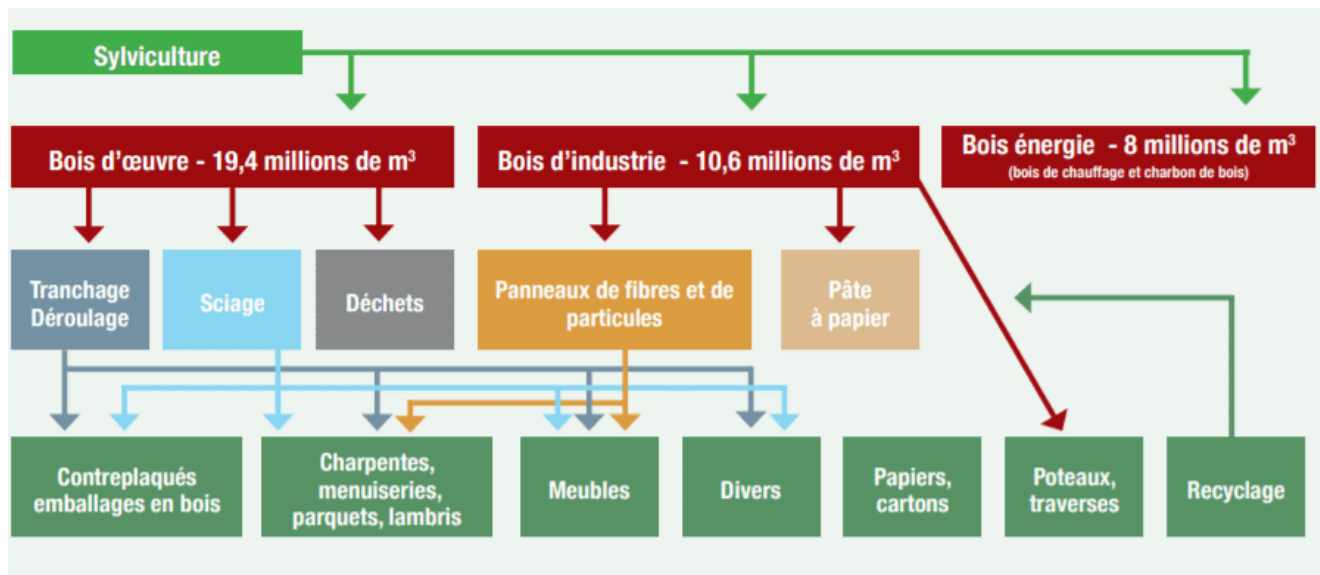 Sylviculture
Bois d'œuvre - 19,4 millions de m³
Bois d'industrie - 10,6 millions de m³
Bois énergie - 8 millions de m³
(bois de chauffage et charbon de bois)
Tranchage
Déroulage
Sciage
Déchets
Panneaux de fibres et de
particules
Pâte
à papier
Contreplaqués
emballages en bois
Charpentes,
menuiseries,
parquets, lambris
Meubles
Divers
Papiers,
cartons
Poteaux,
traverses
Recyclage